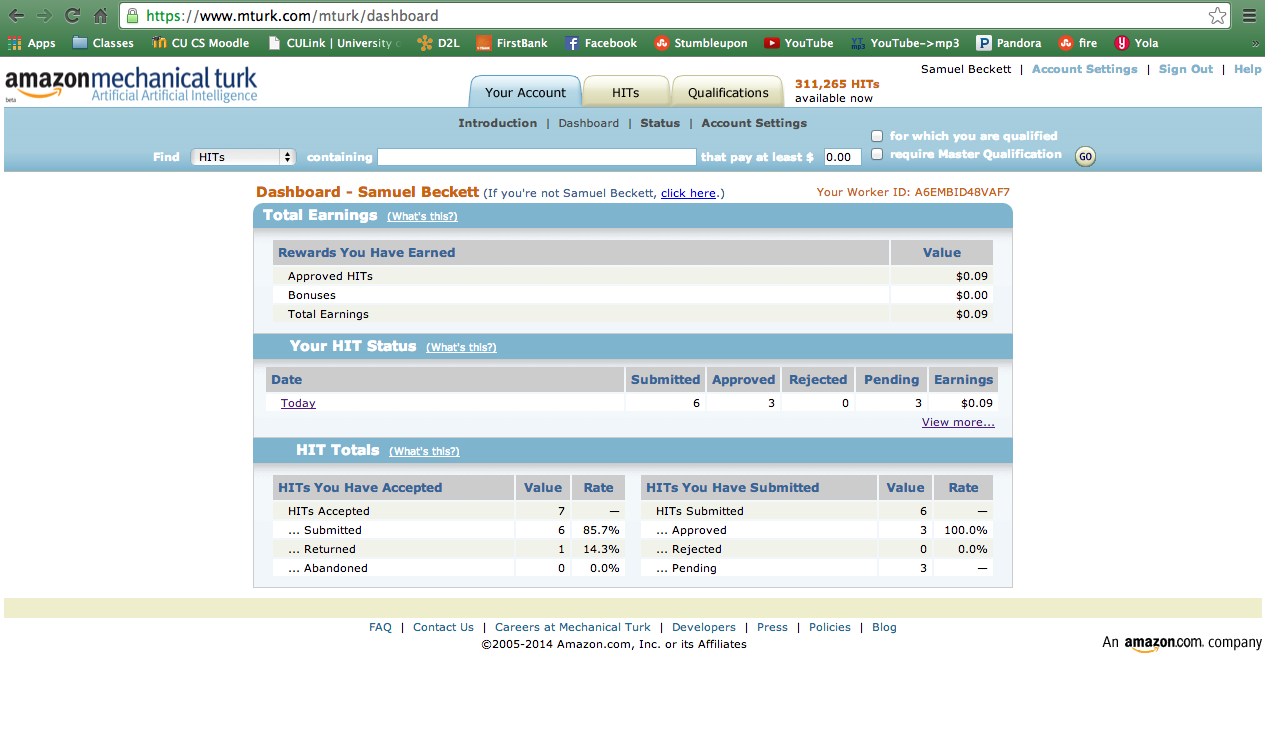 https://www.mturk.com/mturk/dashboard
Apps Classes CU CS Moodle CULink | University D2L FirstBank Facebook Stumbleupon YouTube YouTube->mp3 Pandora fire Yola »
Samuel Beckett | Account Settings | Sign Out | Help
amazonmechanical turk
beta Artificial Artificial Intelligence
Your Account HITs Qualifications
311,265 HITs
available now
Introduction | Dashboard | Status | Account Settings
for which you are qualified
Find HITs containing that pay at least $ 0.00 require Master Qualification GO
Dashboard - Samuel Beckett (If you're not Samuel Beckett, click here.) Your Worker ID: A6EMBID48VAF7
Total Earnings (What's this?)
Rewards You Have Earned Value
Approved HITs $0.09
Bonuses $0.00
Total Earnings $0.09
Your HIT Status (What's this?)
Date Submitted Approved Rejected Pending Earnings
Today 6 3 0 3 $0.09
View more...
HIT Totals (What's this?)
HITs You Have Accepted Value Rate HITs You Have Submitted Value Rate
HITs Accepted 7 — HITs Submitted 6 —
... Submitted 6 85.7% ... Approved 3 100.0%
... Returned 1 14.3% ... Rejected 0 0.0%
... Abandoned 0 0.0% ... Pending 3 —
FAQ | Contact Us | Careers at Mechanical Turk | Developers | Press | Policies | Blog
©2005-2014 Amazon.com, Inc. or its Affiliates
An amazon.com. company